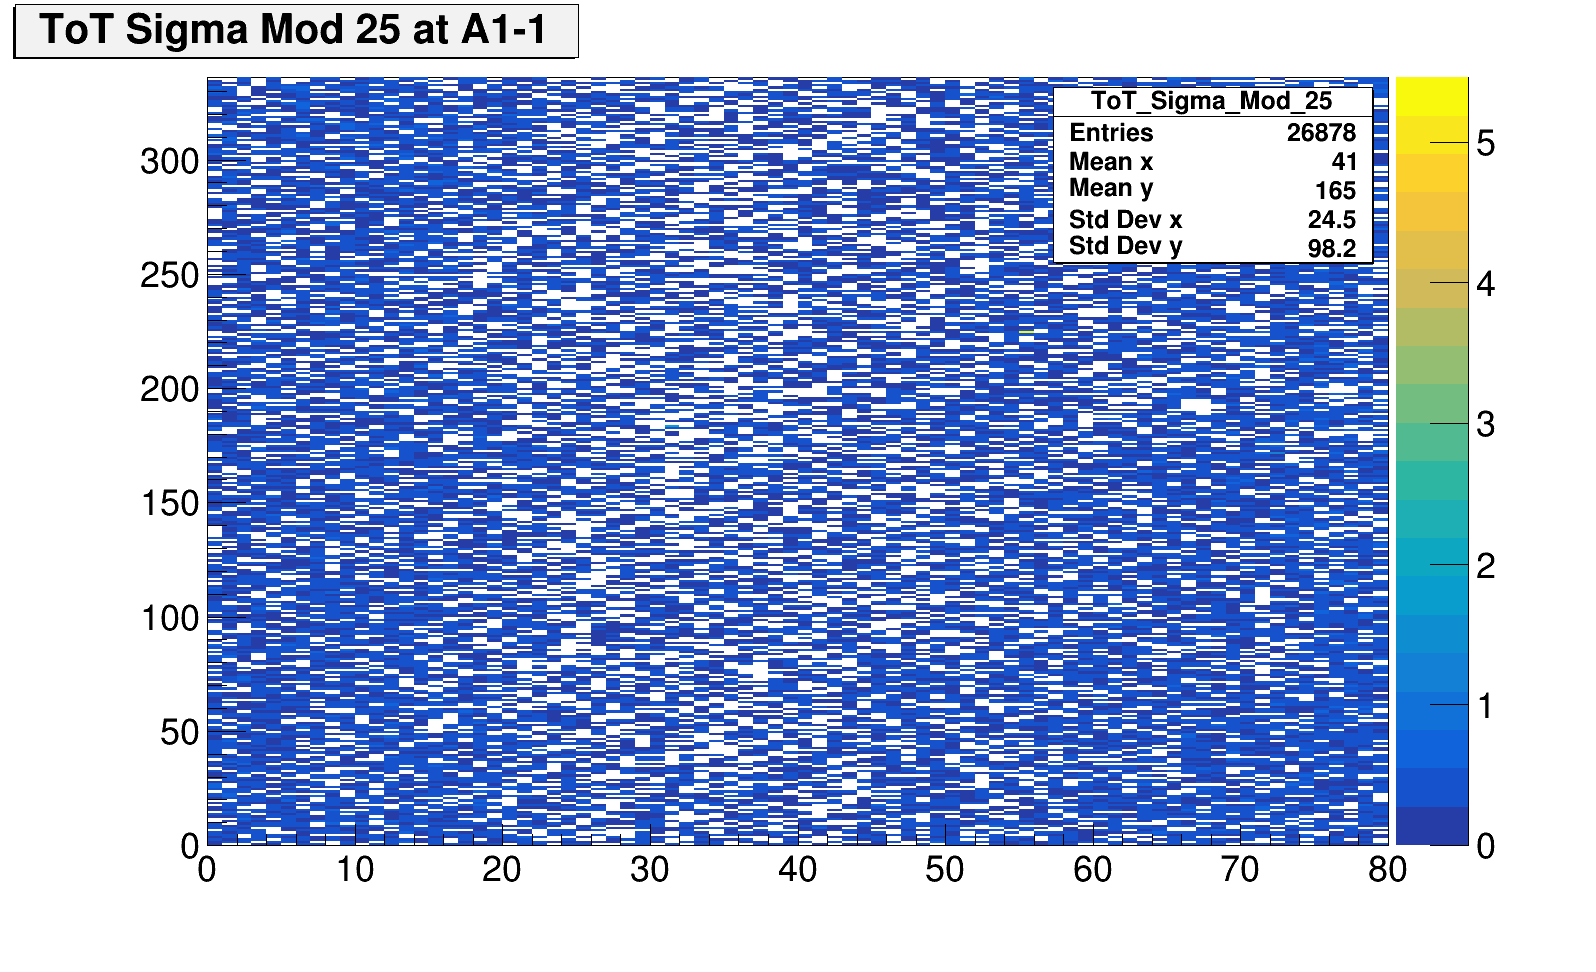 ToT Sigma Mod 25 at A1-1
ToT_Sigma_Mod_25
Entries 26878
Mean x 41
Mean y 165
Std Dev x 24.5
Std Dev y 98.2
300
250
200
150
100
50
0
0 10 20 30 40 50 60 70 80
5
4
3
2
1
0